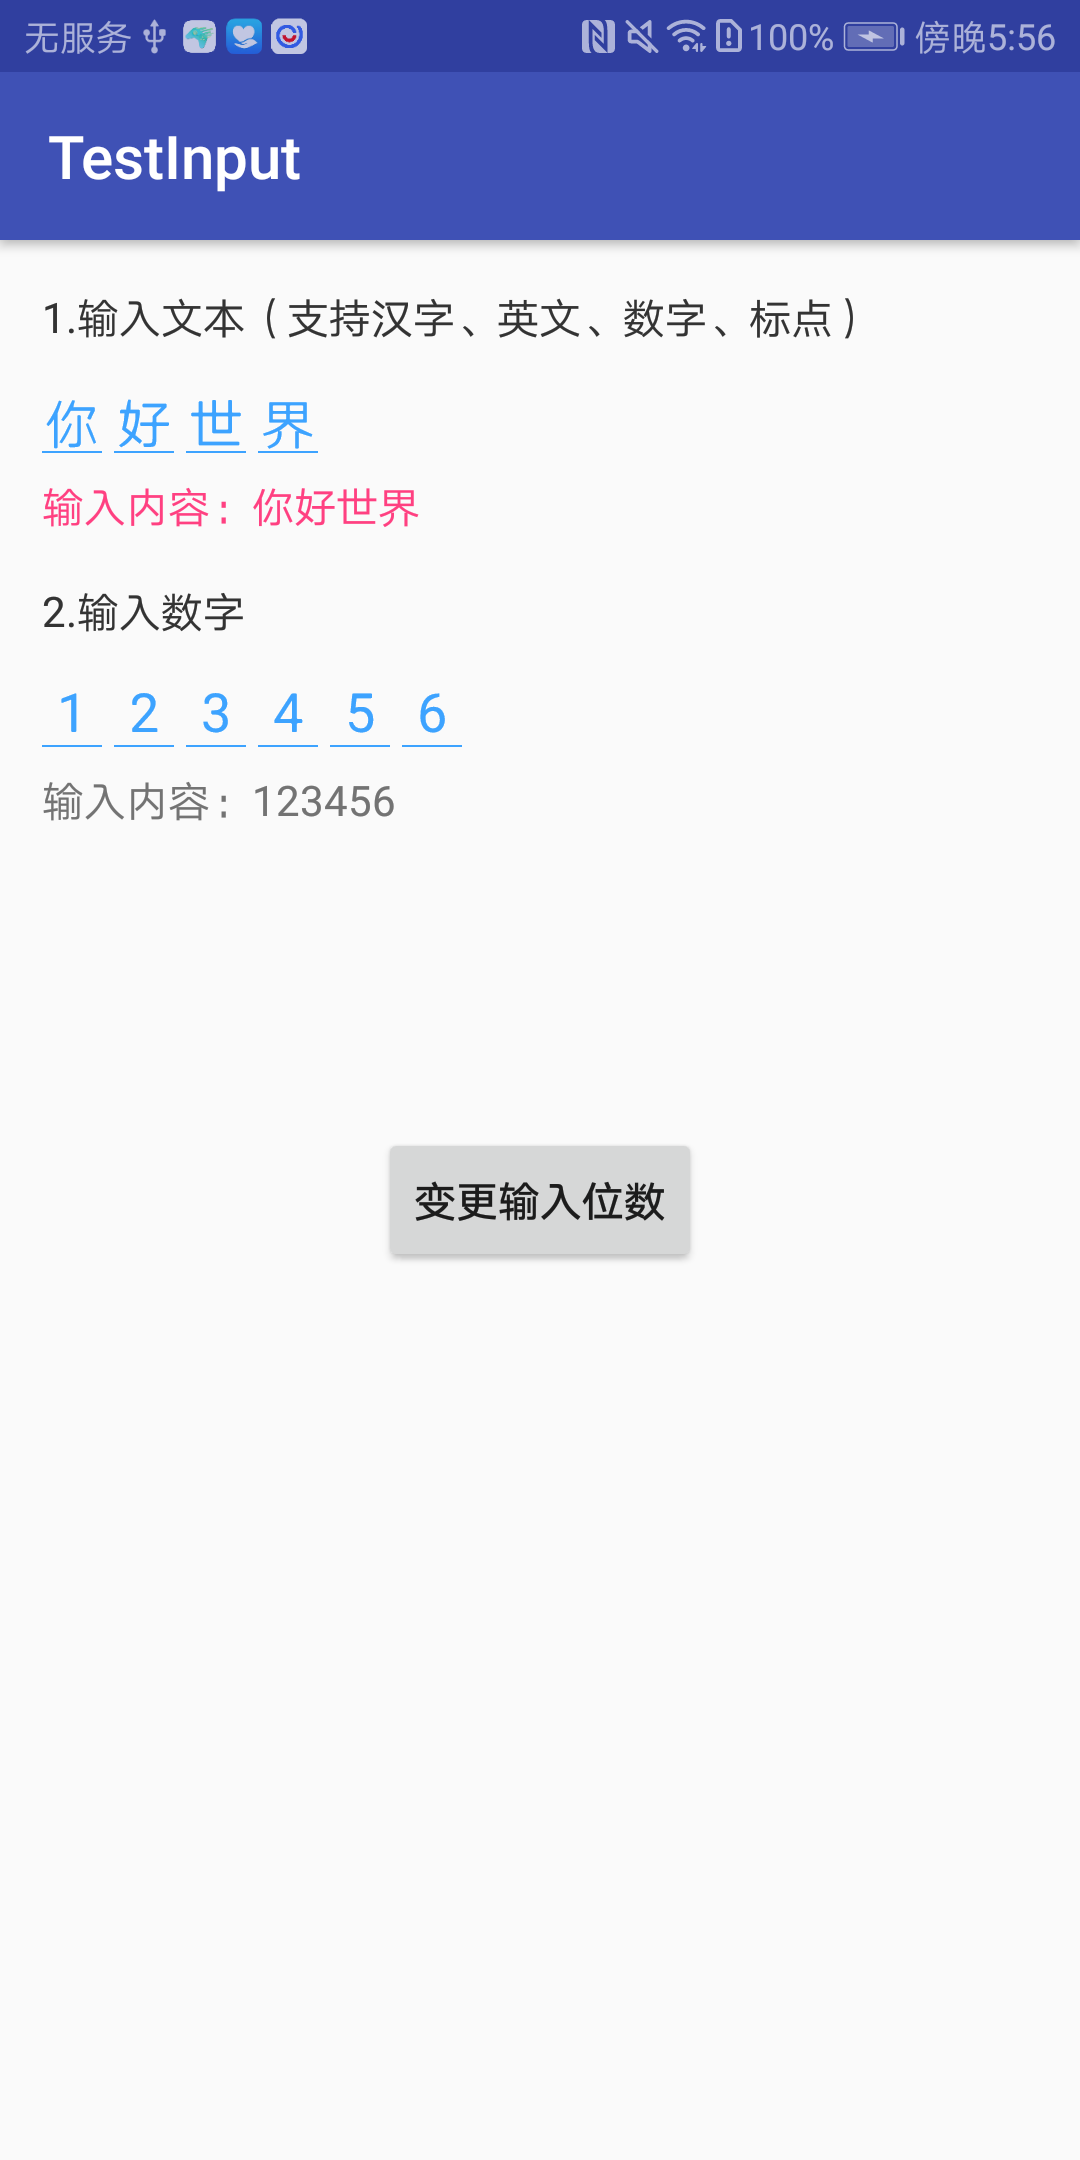 无服务 100% 傍晚5:56
TestInput
1.输入文本（支持汉字、英文、数字、标点）
你 好 世 界
输入内容：你好世界
2.输入数字
1 2 3 4 5 6
输入内容：123456
变更输入位数